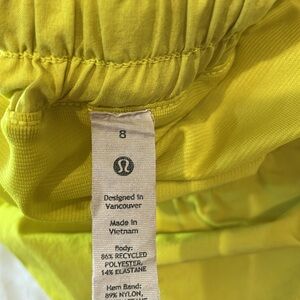 8
Designed in
Vancouver
Made in
Vietnam
Body:
86% RECYCLED
POLYESTER,
14% ELASTANE
Hem Band:
89% NYLON,